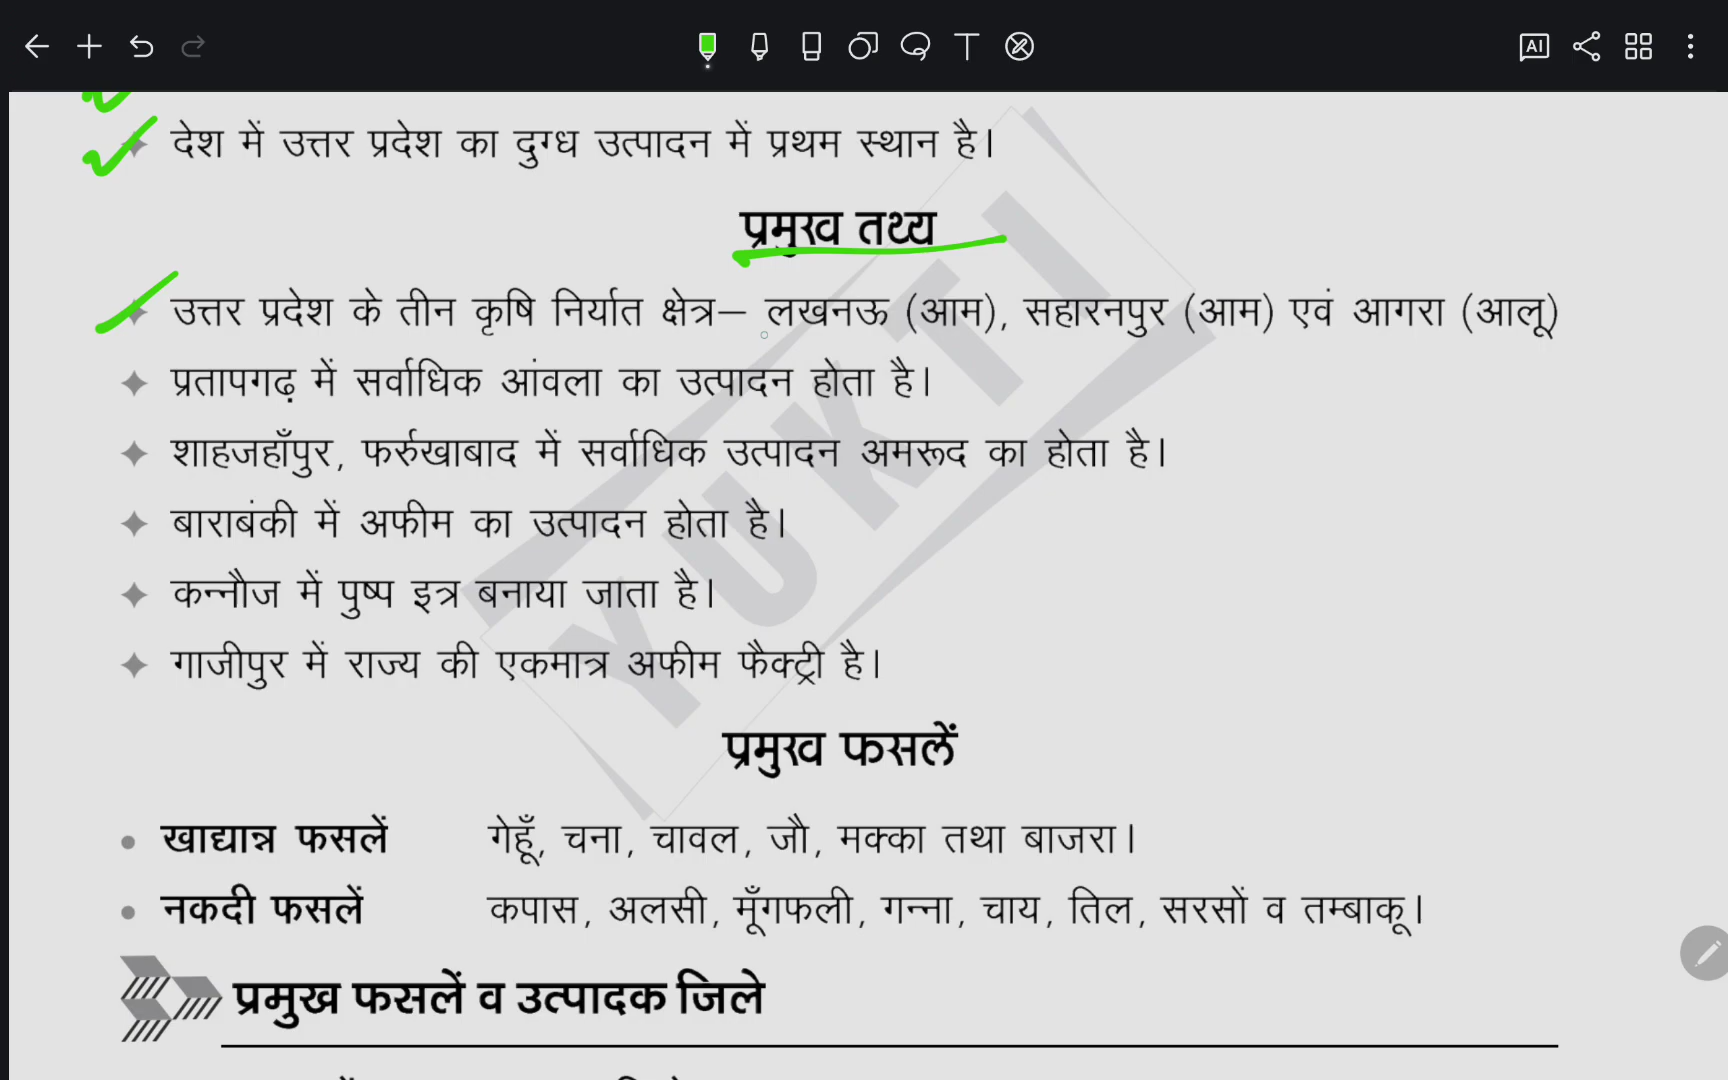 AI
T
देश में उत्तर प्रदेश का दुग्ध उत्पादन में प्रथम स्थान है।
प्रमुख तथ्य
उत्तर प्रदेश के तीन कृषि निर्यात क्षेत्र– लखनऊ (आम), सहारनपुर (आम) एवं आगरा (आलू)
प्रतापगढ़ में सर्वाधिक आंवला का उत्पादन होता है।
शाहजहाँपुर, फर्रुखाबाद में सर्वाधिक उत्पादन अमरूद का होता है।
बाराबंकी में अफीम का उत्पादन होता है।
कन्नौज में पुष्प इत्र बनाया जाता है।
गाजीपुर में राज्य की एकमात्र अफीम फैक्ट्री है।
YUKTI
प्रमुख फसलें
खाद्यान्न फसलें गेहूँ, चना, चावल, जौ, मक्का तथा बाजरा।
नकदी फसलें कपास, अलसी, मूँगफली, गन्ना, चाय, तिल, सरसों व तम्बाकू।
प्रमुख फसलें व उत्पादक जिले